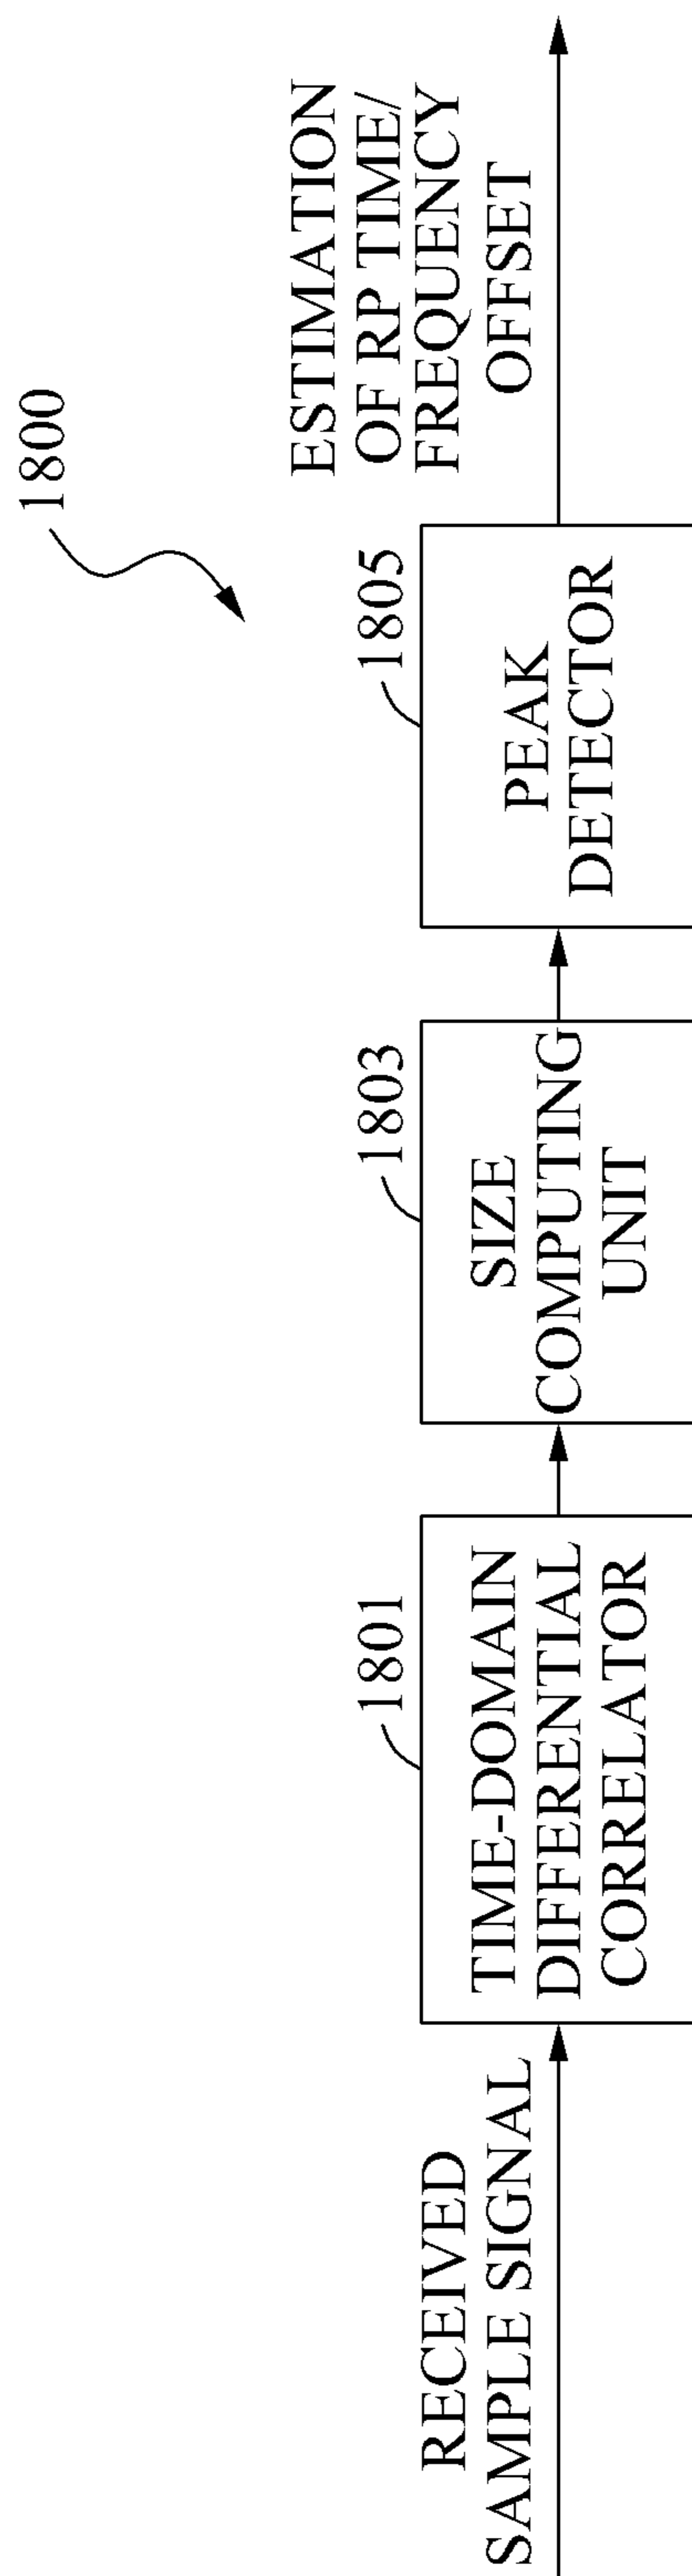 1800
RECEIVED
SAMPLE SIGNAL
1801
TIME-DOMAIN
DIFFERENTIAL
CORRELATOR
1803
SIZE
COMPUTING
UNIT
1805
PEAK
DETECTOR
ESTIMATION
OF RP TIME/
FREQUENCY
OFFSET